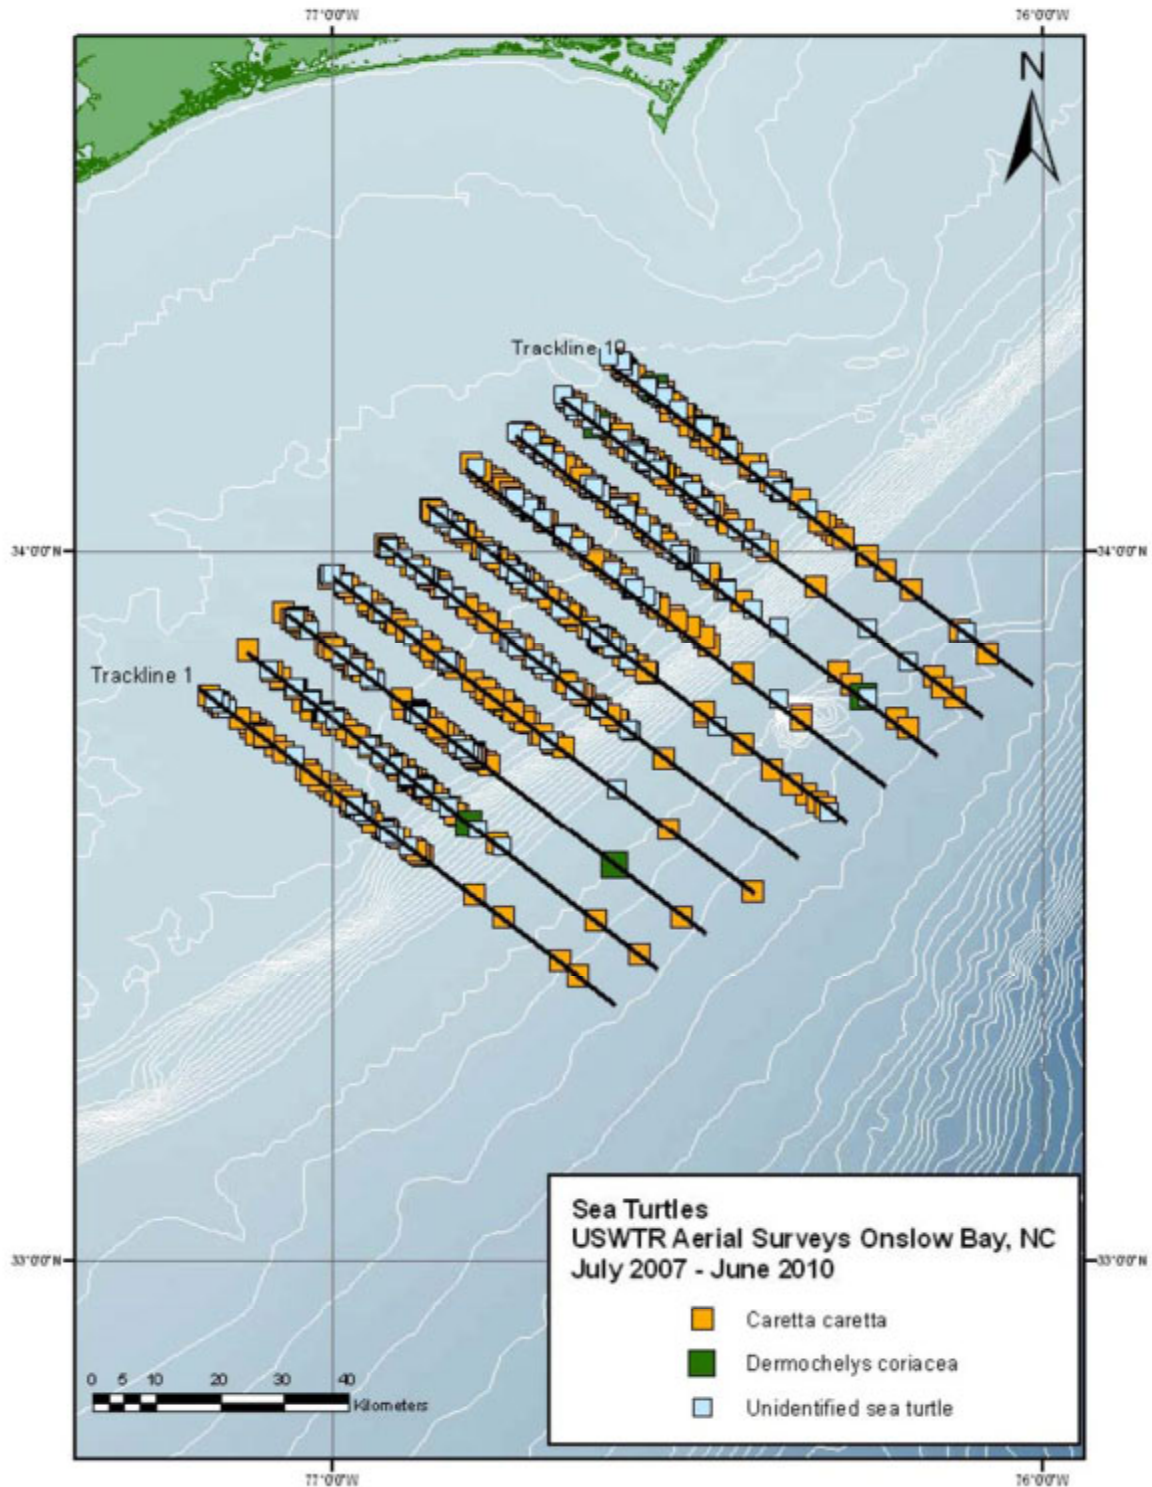 77°0'0"W 76°0'0"W
N
Trackline 10
34°0'0"N 34°0'0"N
Trackline 1
Sea Turtles
USWTR Aerial Surveys Onslow Bay, NC
July 2007 - June 2010
33°0'0"N 33°0'0"N
Caretta caretta
Dermochelys coriacea
Unidentified sea turtle
0 5 10 20 30 40
Kilometers
77°0'0"W 76°0'0"W